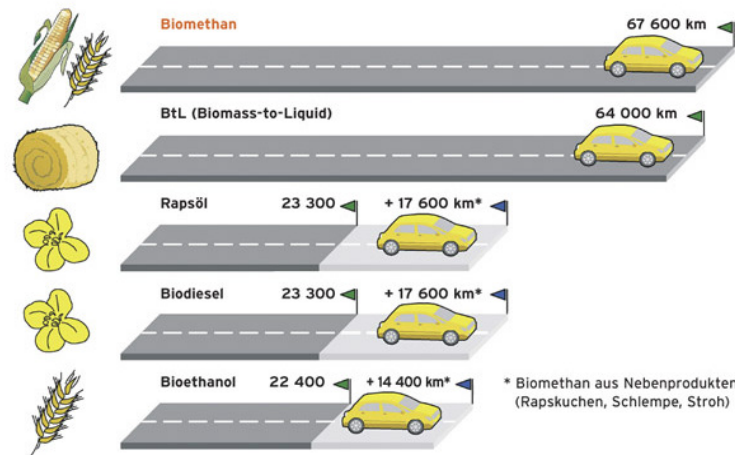 Biomethan 67 600 km
BtL (Biomass-to-Liquid) 64 000 km
Rapsöl 23 300 + 17 600 km*
Biodiesel 23 300 + 17 600 km*
Bioethanol 22 400 + 14 400 km*
* Biomethan aus Nebenprodukten
(Rapskuchen, Schlempe, Stroh)